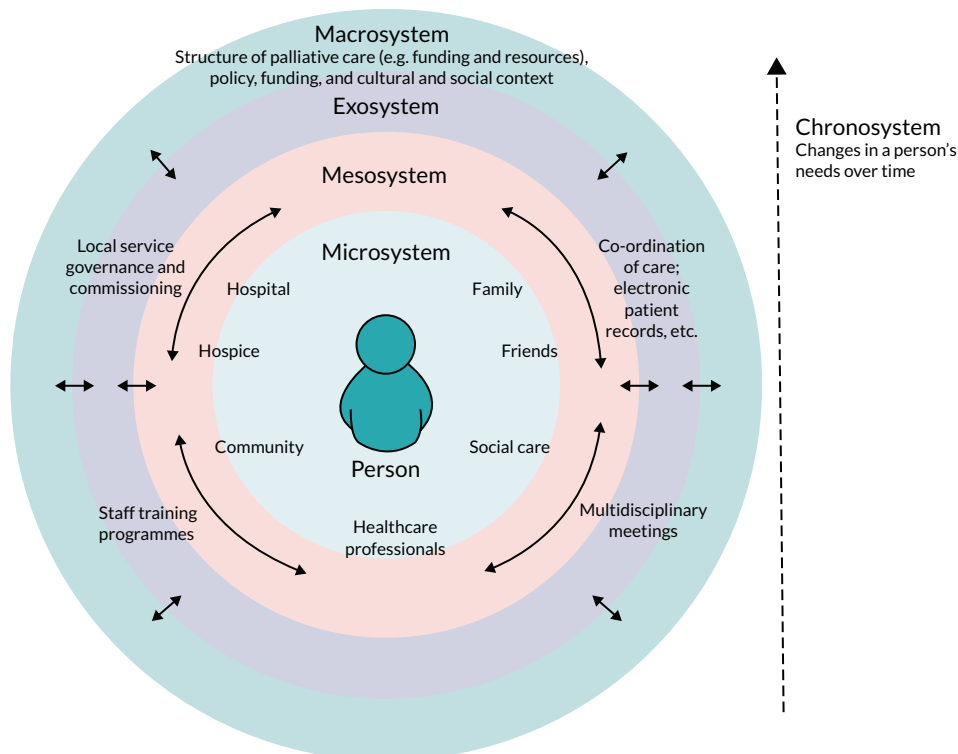 Macrosystem
Structure of palliative care (e.g. funding and resources),
policy, funding, and cultural and social context
Exosystem
Chronosystem
Changes in a person’s
needs over time
Mesosystem
Microsystem
Local service
governance and
commissioning
Co-ordination
of care;
electronic
patient
records, etc.
Hospital
Family
Hospice
Friends
Community
Social care
Person
Staff training
programmes
Multidisciplinary
meetings
Healthcare
professionals